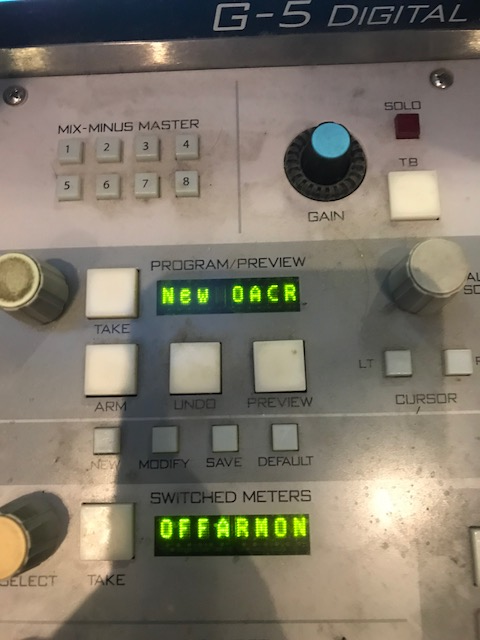 G-5 DIGITAL
SOLO
MIX-MINUS MASTER
1 2 3 4
TB
5 6 7 8
GAIN
PROGRAM/PREVIEW
New OACR
TAKE
LT
ARM UNDO PREVIEW
CURSOR
NEW MODIFY SAVE DEFAULT
SWITCHED METERS
OFFARMON
SELECT TAKE